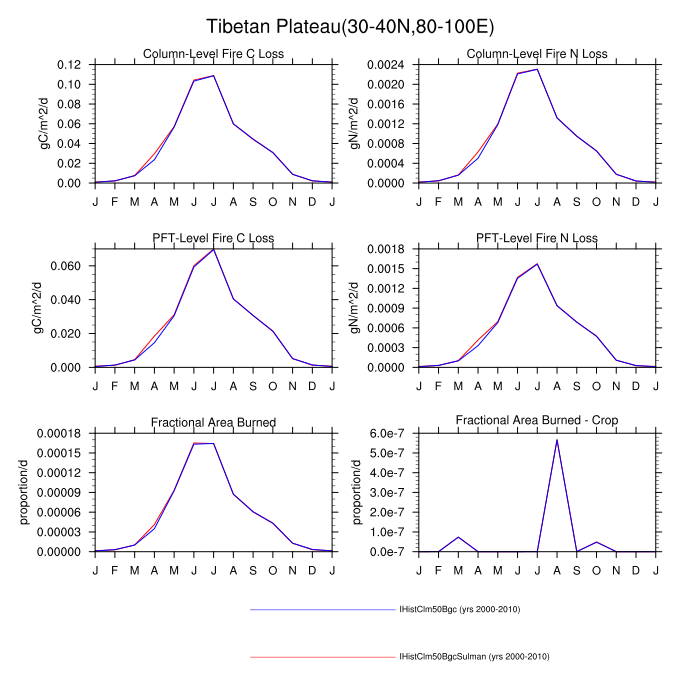 Tibetan Plateau(30-40N,80-100E)
Column-Level Fire C Loss
gC/m^2/d
0.12
0.10
0.08
0.06
0.04
0.02
0.00
J F M A M J J A S O N D J
Column-Level Fire N Loss
gN/m^2/d
0.0024
0.0020
0.0016
0.0012
0.0008
0.0004
0.0000
J F M A M J J A S O N D J
PFT-Level Fire C Loss
gC/m^2/d
0.060
0.040
0.020
0.000
J F M A M J J A S O N D J
PFT-Level Fire N Loss
gN/m^2/d
0.0018
0.0015
0.0012
0.0009
0.0006
0.0003
0.0000
J F M A M J J A S O N D J
Fractional Area Burned
proportion/d
0.00018
0.00015
0.00012
0.00009
0.00006
0.00003
0.00000
J F M A M J J A S O N D J
Fractional Area Burned - Crop
proportion/d
6.0e-7
5.0e-7
4.0e-7
3.0e-7
2.0e-7
1.0e-7
0.0e-7
J F M A M J J A S O N D J
IHistClm50Bgc (yrs 2000-2010)
IHistClm50BgcSulman (yrs 2000-2010)